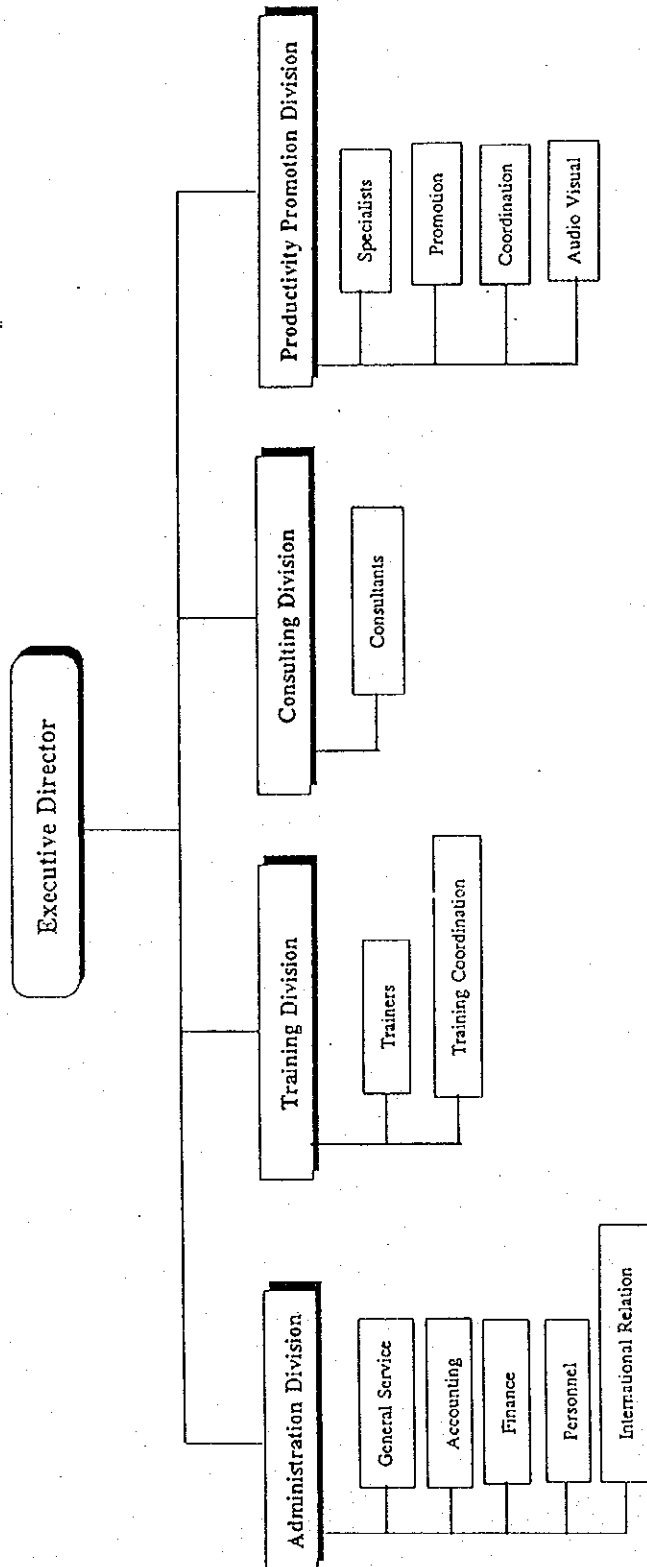 Executive Director
Administration Division
General Service
Accounting
Finance
Personnel
International Relation
Training Division
Trainers
Training Coordination
Consulting Division
Consultants
Productivity Promotion Division
Specialists
Promotion
Coordination
Audio Visual